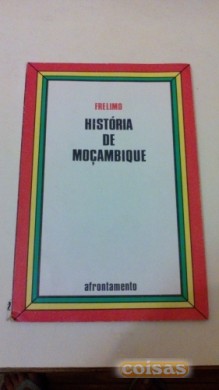 FRELIMO
HISTÓRIA
DE
MOÇAMBIQUE
afrontamento
coisas